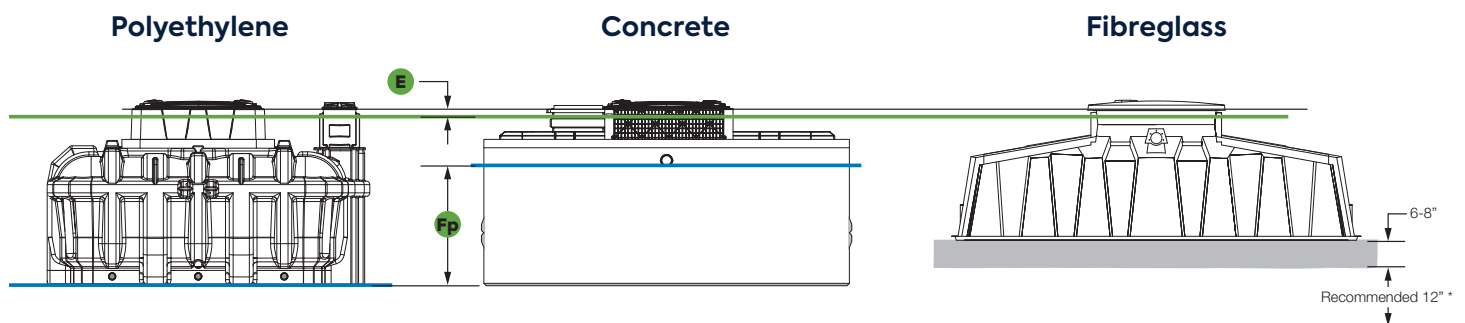 Polyethylene
Concrete
Fibreglass
E
Fp
6-8"
Recommended 12" *